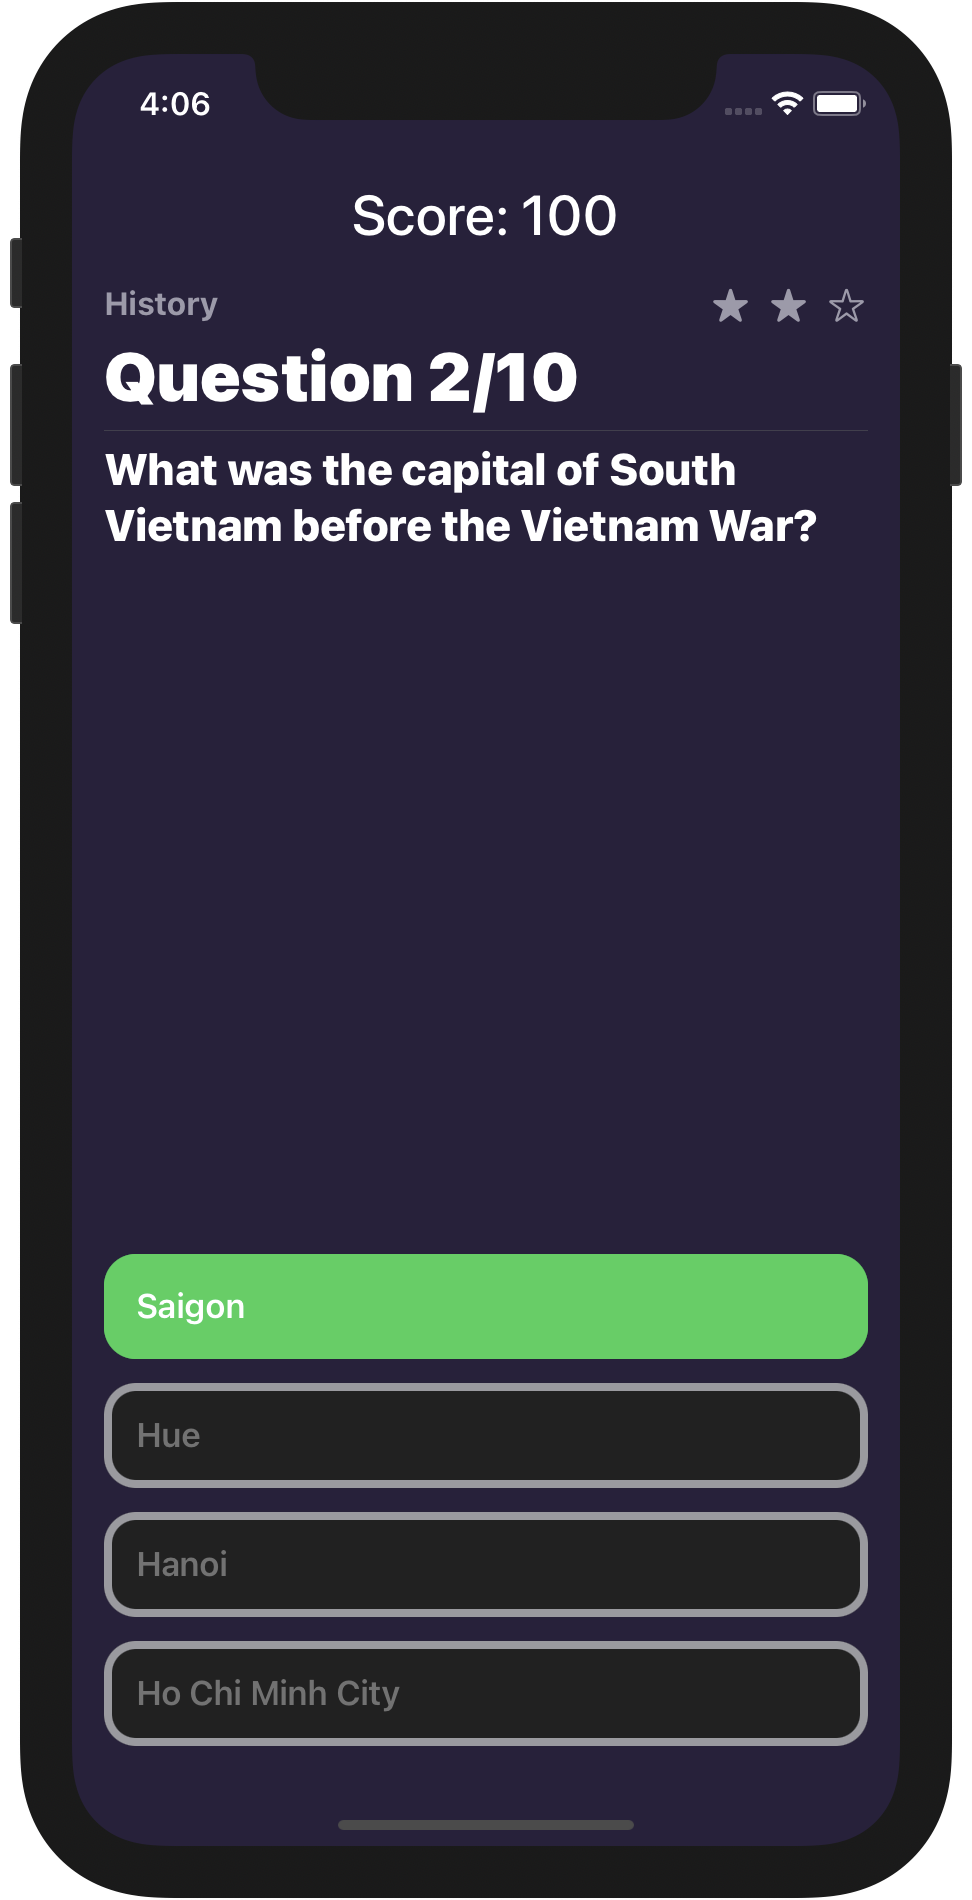 4:06
Score: 100
History
Question 2/10
What was the capital of South
Vietnam before the Vietnam War?
Saigon
Hue
Hanoi
Ho Chi Minh City